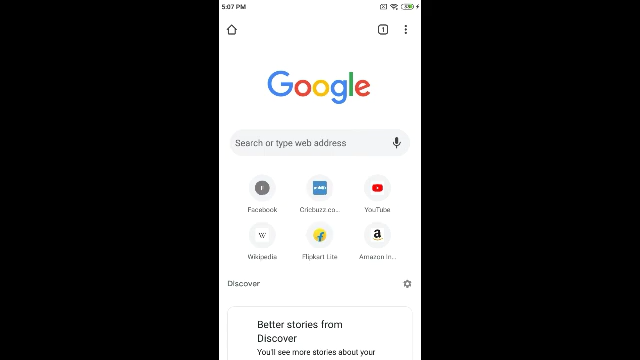 5:07 PM
1
Google
Search or type web address
F
Facebook
Cricbuzz.co...
YouTube
W
Wikipedia
Flipkart Lite
Amazon In...
Discover
Better stories from
Discover
You'll see more stories about your